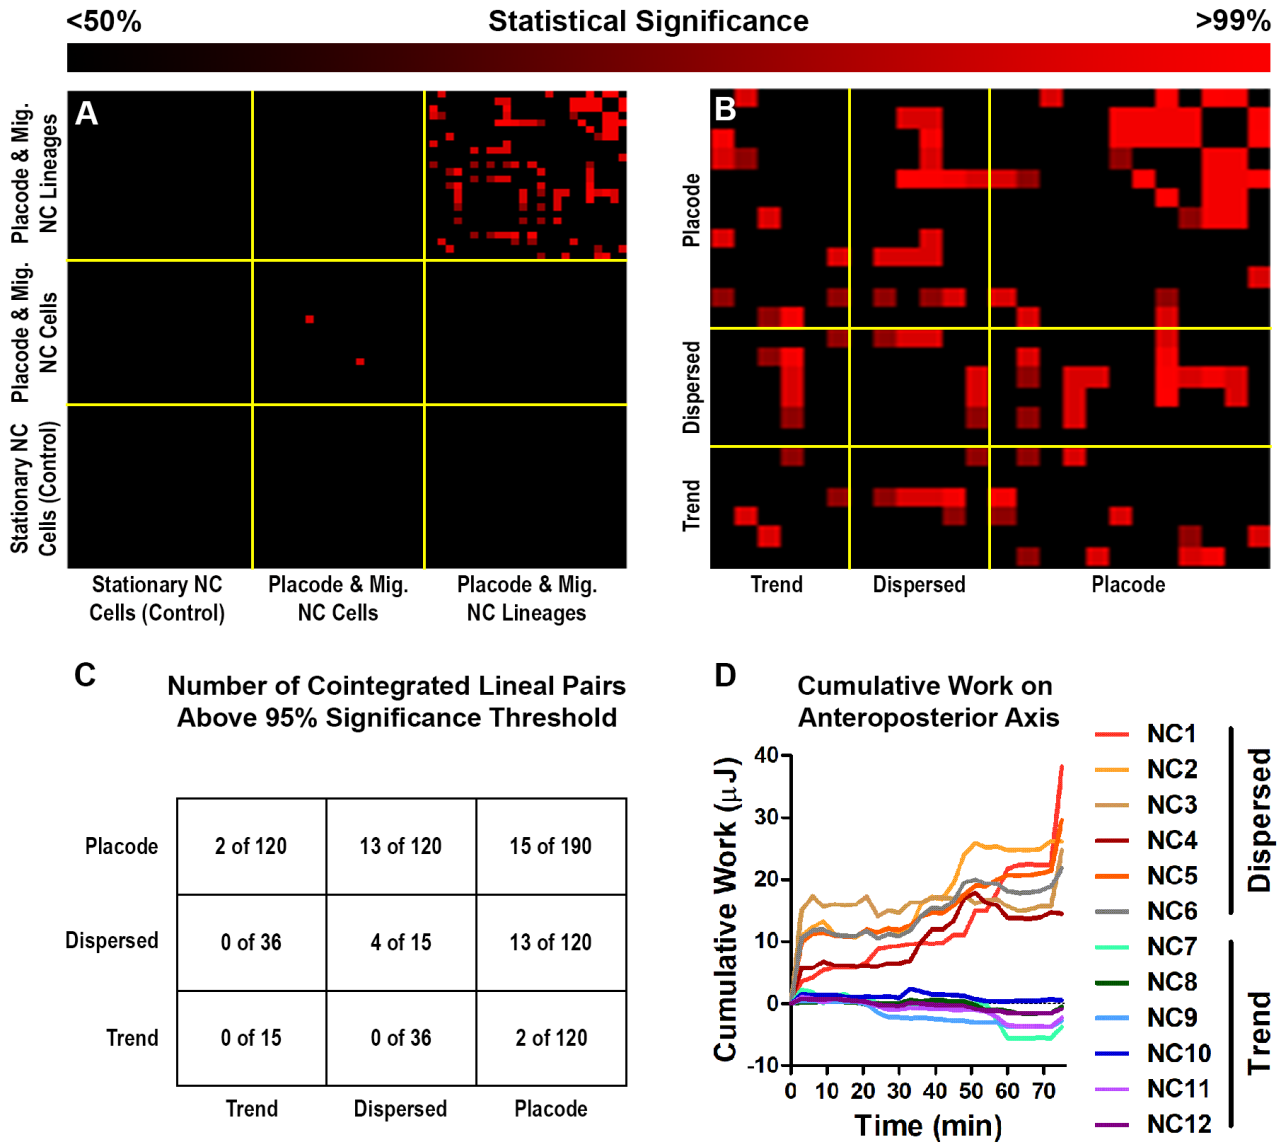 <50% Statistical Significance >99%
A
Placode & Mig.
NC Lineages
Placode & Mig.
NC Cells
Stationary NC
Cells (Control)
Stationary NC
Cells (Control)
Placode & Mig.
NC Cells
Placode & Mig.
NC Lineages
B
Placode
Dispersed
Trend
Trend Dispersed Placode
C
Number of Cointegrated Lineal Pairs
Above 95% Significance Threshold
Placode 2 of 120 13 of 120 15 of 190
Dispersed 0 of 36 4 of 15 13 of 120
Trend 0 of 15 0 of 36 2 of 120
Trend Dispersed Placode
D
Cumulative Work on
Anteroposterior Axis
Cumulative Work (µJ)
40
30
20
10
0
-10
0 10 20 30 40 50 60 70
Time (min)
NC1
NC2
NC3
NC4
NC5
NC6
NC7
NC8
NC9
NC10
NC11
NC12
Dispersed
Trend